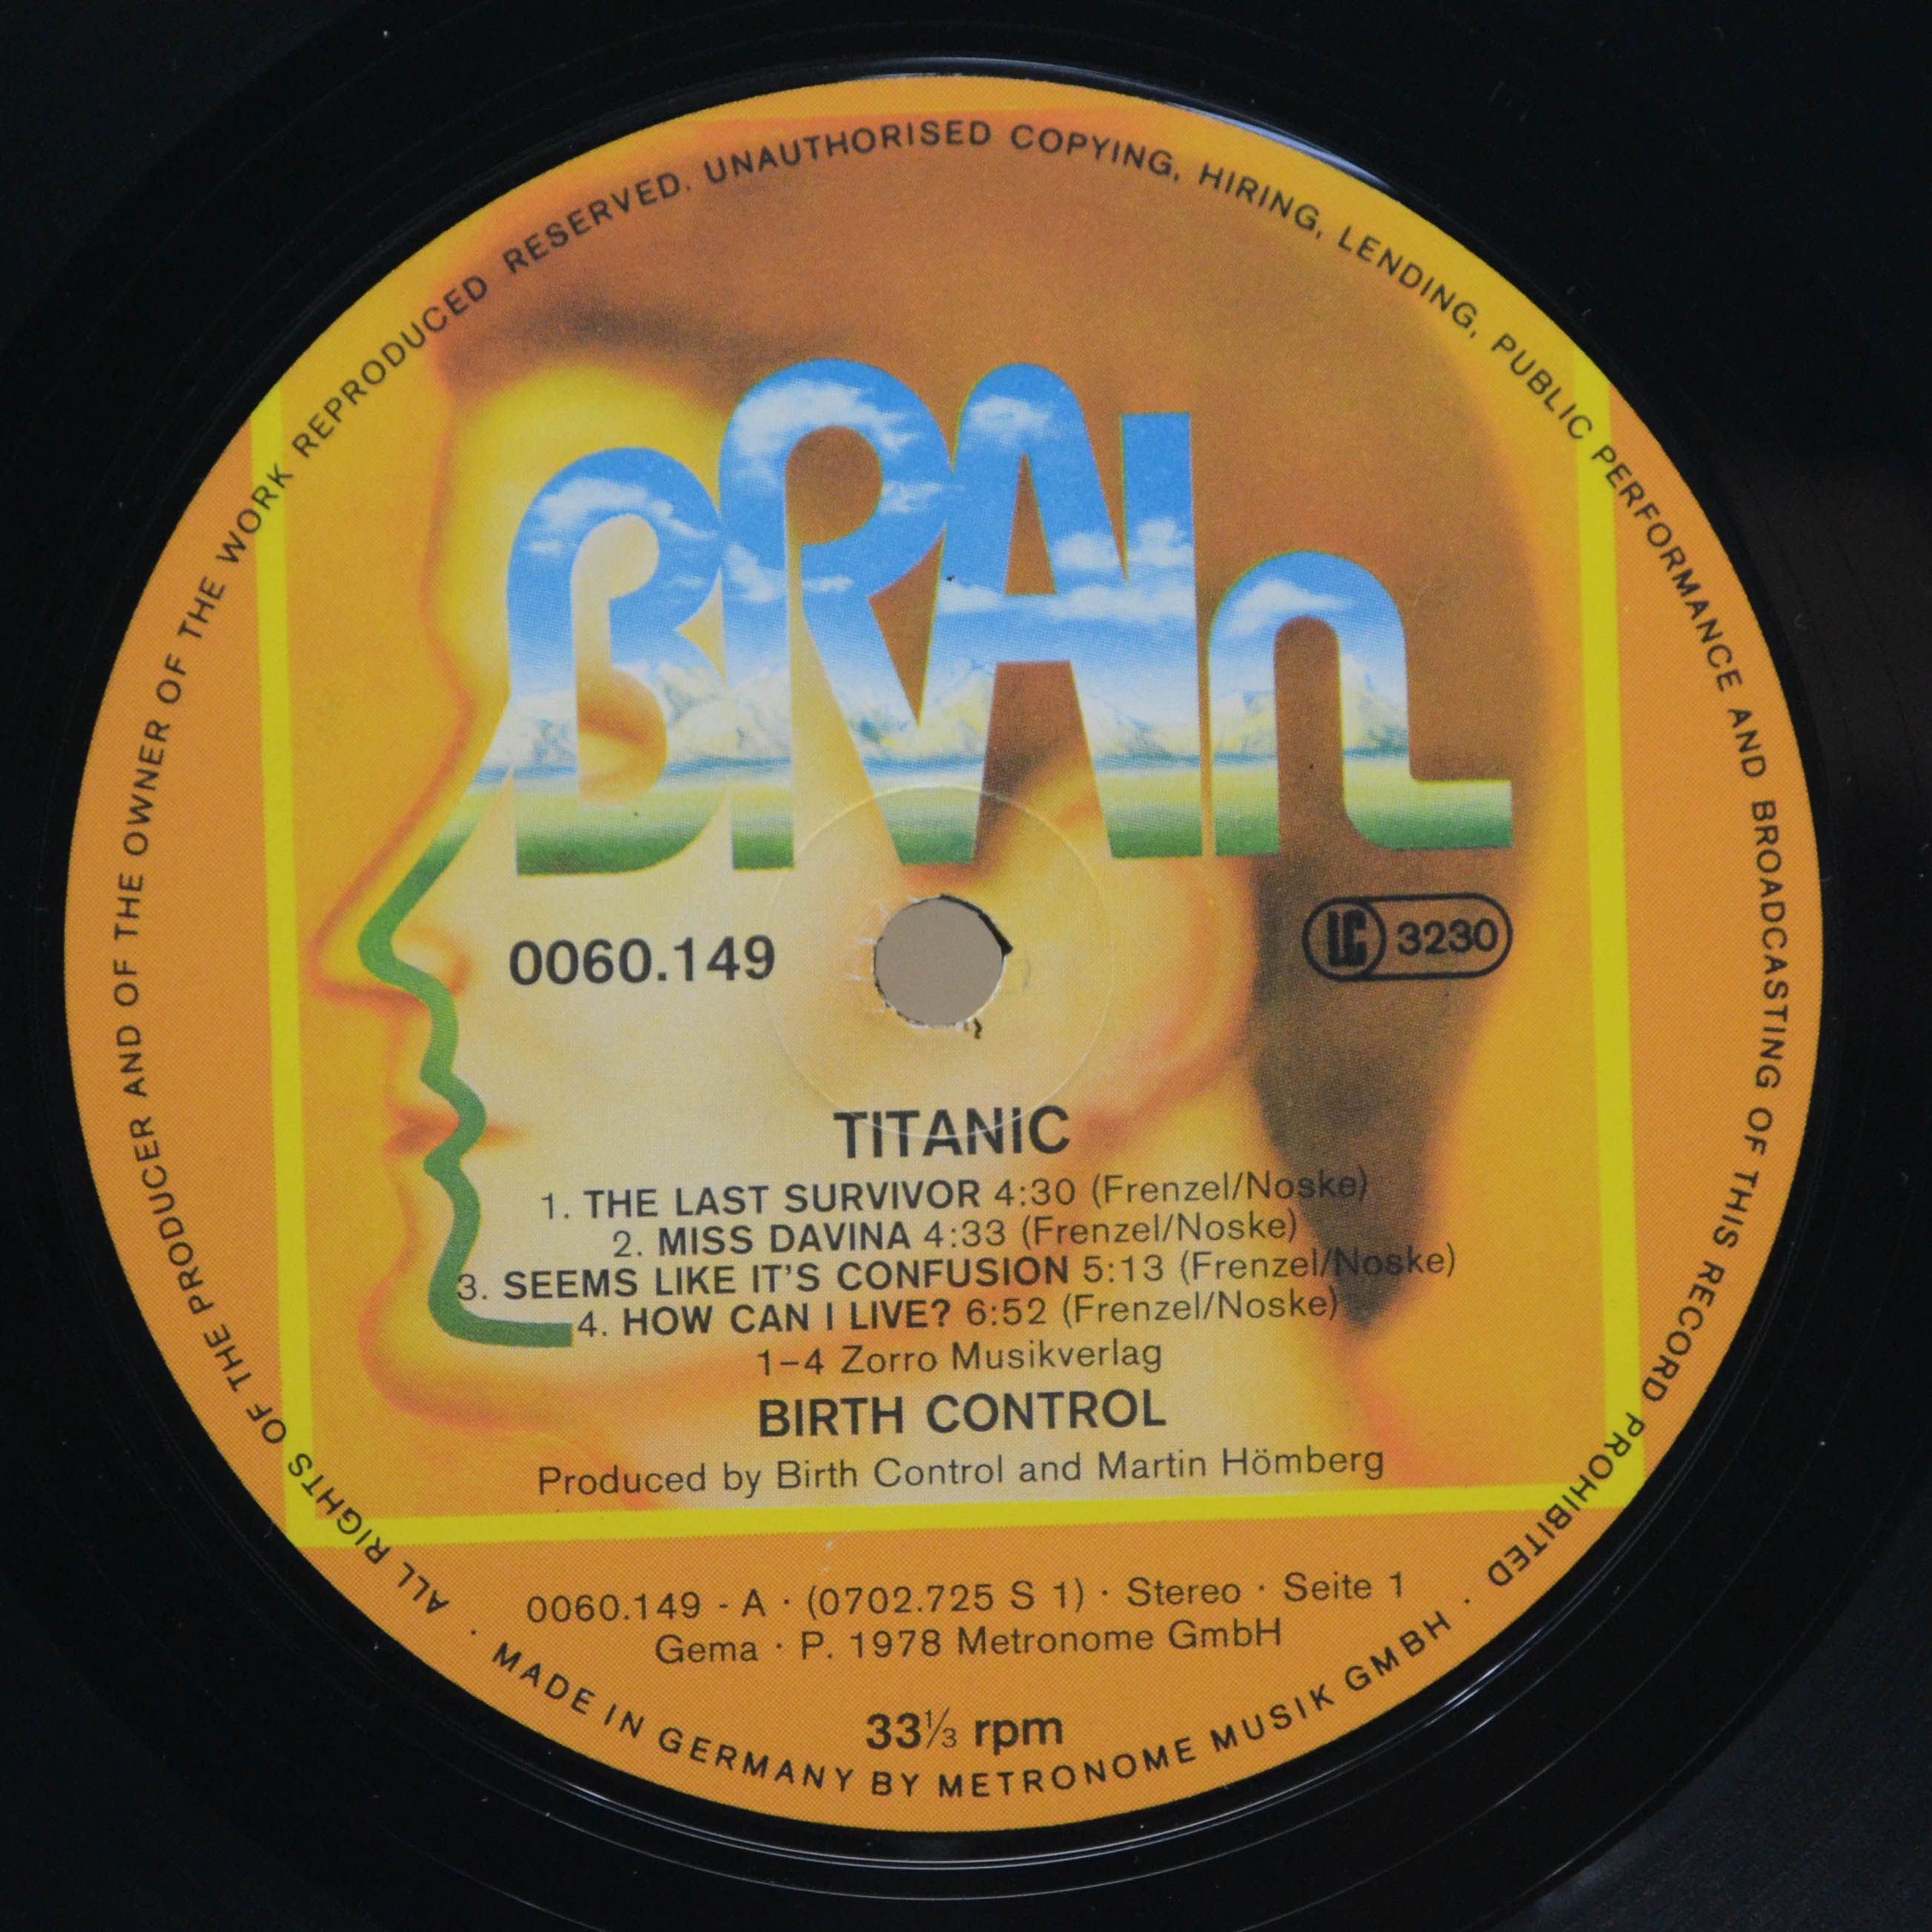 ALL RIGHTS OF THE PRODUCER AND OF THE OWNER OF THE WORK REPRODUCED RESERVED. UNAUTHORISED COPYING, HIRING, LENDING, PUBLIC PERFORMANCE AND BROADCASTING OF THIS RECORD PROHIBITED ·
BRAIn
0060.149
LC 3230
TITANIC
1. THE LAST SURVIVOR 4:30 (Frenzel/Noske)
2. MISS DAVINA 4:33 (Frenzel/Noske)
3. SEEMS LIKE IT'S CONFUSION 5:13 (Frenzel/Noske)
4. HOW CAN I LIVE? 6:52 (Frenzel/Noske)
1–4 Zorro Musikverlag
BIRTH CONTROL
Produced by Birth Control and Martin Hömberg
0060.149 - A · (0702.725 S 1) · Stereo · Seite 1
Gema · P. 1978 Metronome GmbH
33⅓ rpm
· MADE IN GERMANY BY METRONOME MUSIK GMBH